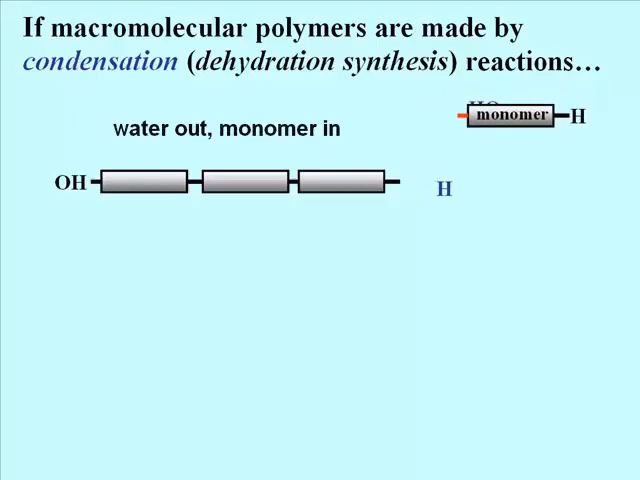 If macromolecular polymers are made by
condensation (dehydration synthesis) reactions…
water out, monomer in
monomer H
OH
H